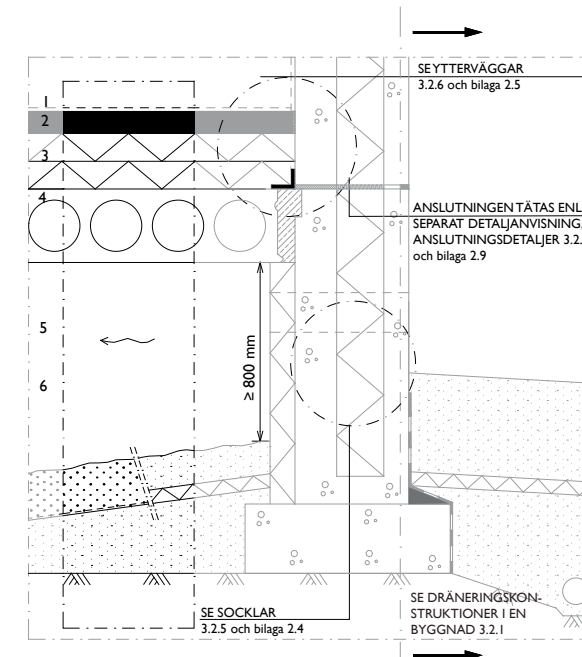 SE YTTERVÄGGAR
3.2.6 och bilaga 2.5
1
2
3
4
ANSLUTNINGEN TÄTAS ENL
SEPARAT DETALJANVISNING,
ANSLUTNINGSDETALJER 3.2.
och bilaga 2.9
5
6
≥ 800 mm
SE SOCKLAR
3.2.5 och bilaga 2.4
SE DRÄNERINGSKON-
STRUKTIONER I EN
BYGGNAD 3.2.1